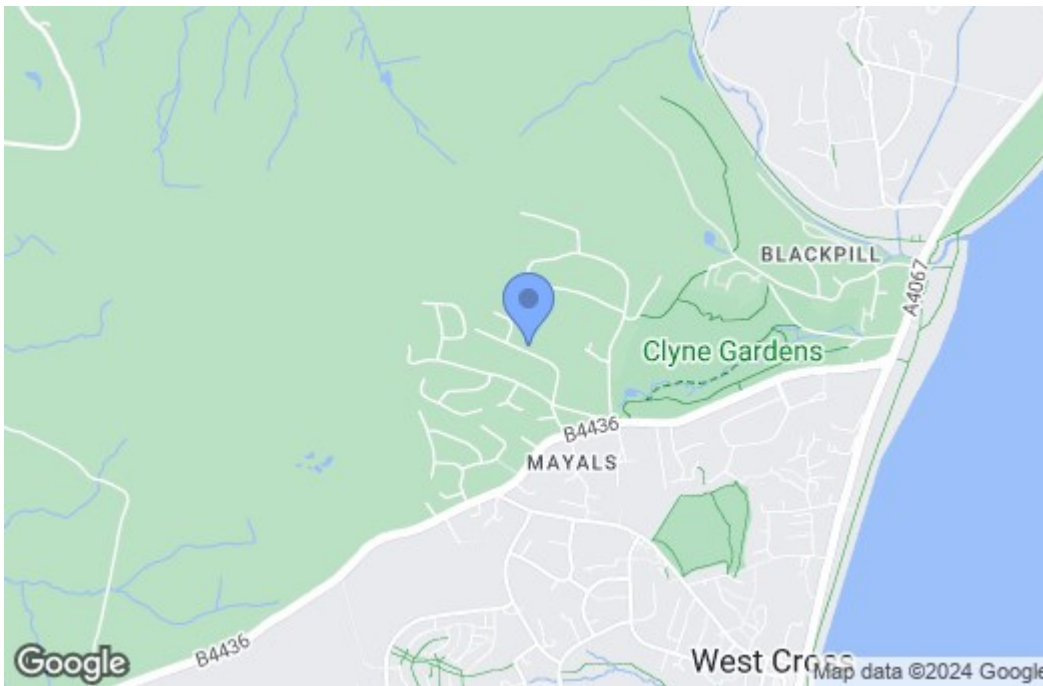 BLACKPILL
A4067
Clyne Gardens
B4436
MAYALS
B4436
West Cross
Google
Map data ©2024 Google